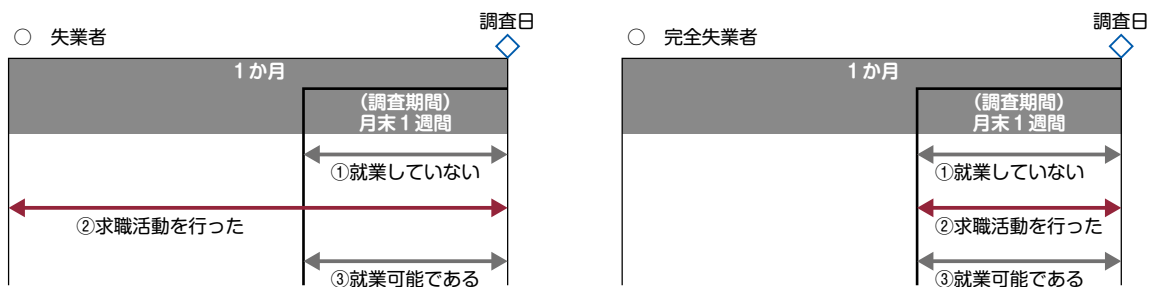 ○ 失業者
調査日
1か月
（調査期間）
月末1週間
①就業していない
②求職活動を行った
③就業可能である
○ 完全失業者
調査日
1か月
（調査期間）
月末1週間
①就業していない
②求職活動を行った
③就業可能である